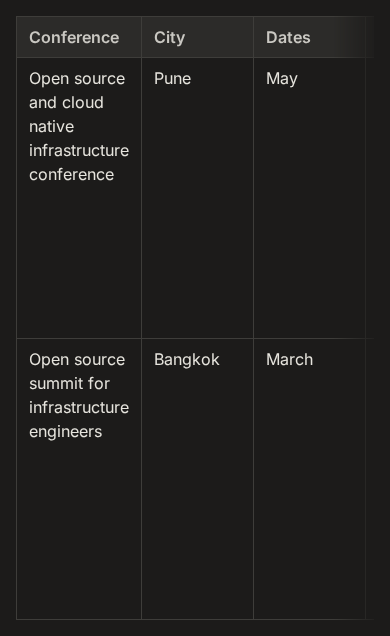 Conference City Dates
Open source Pune May
and cloud
native
infrastructure
conference
Open source Bangkok March
summit for
infrastructure
engineers